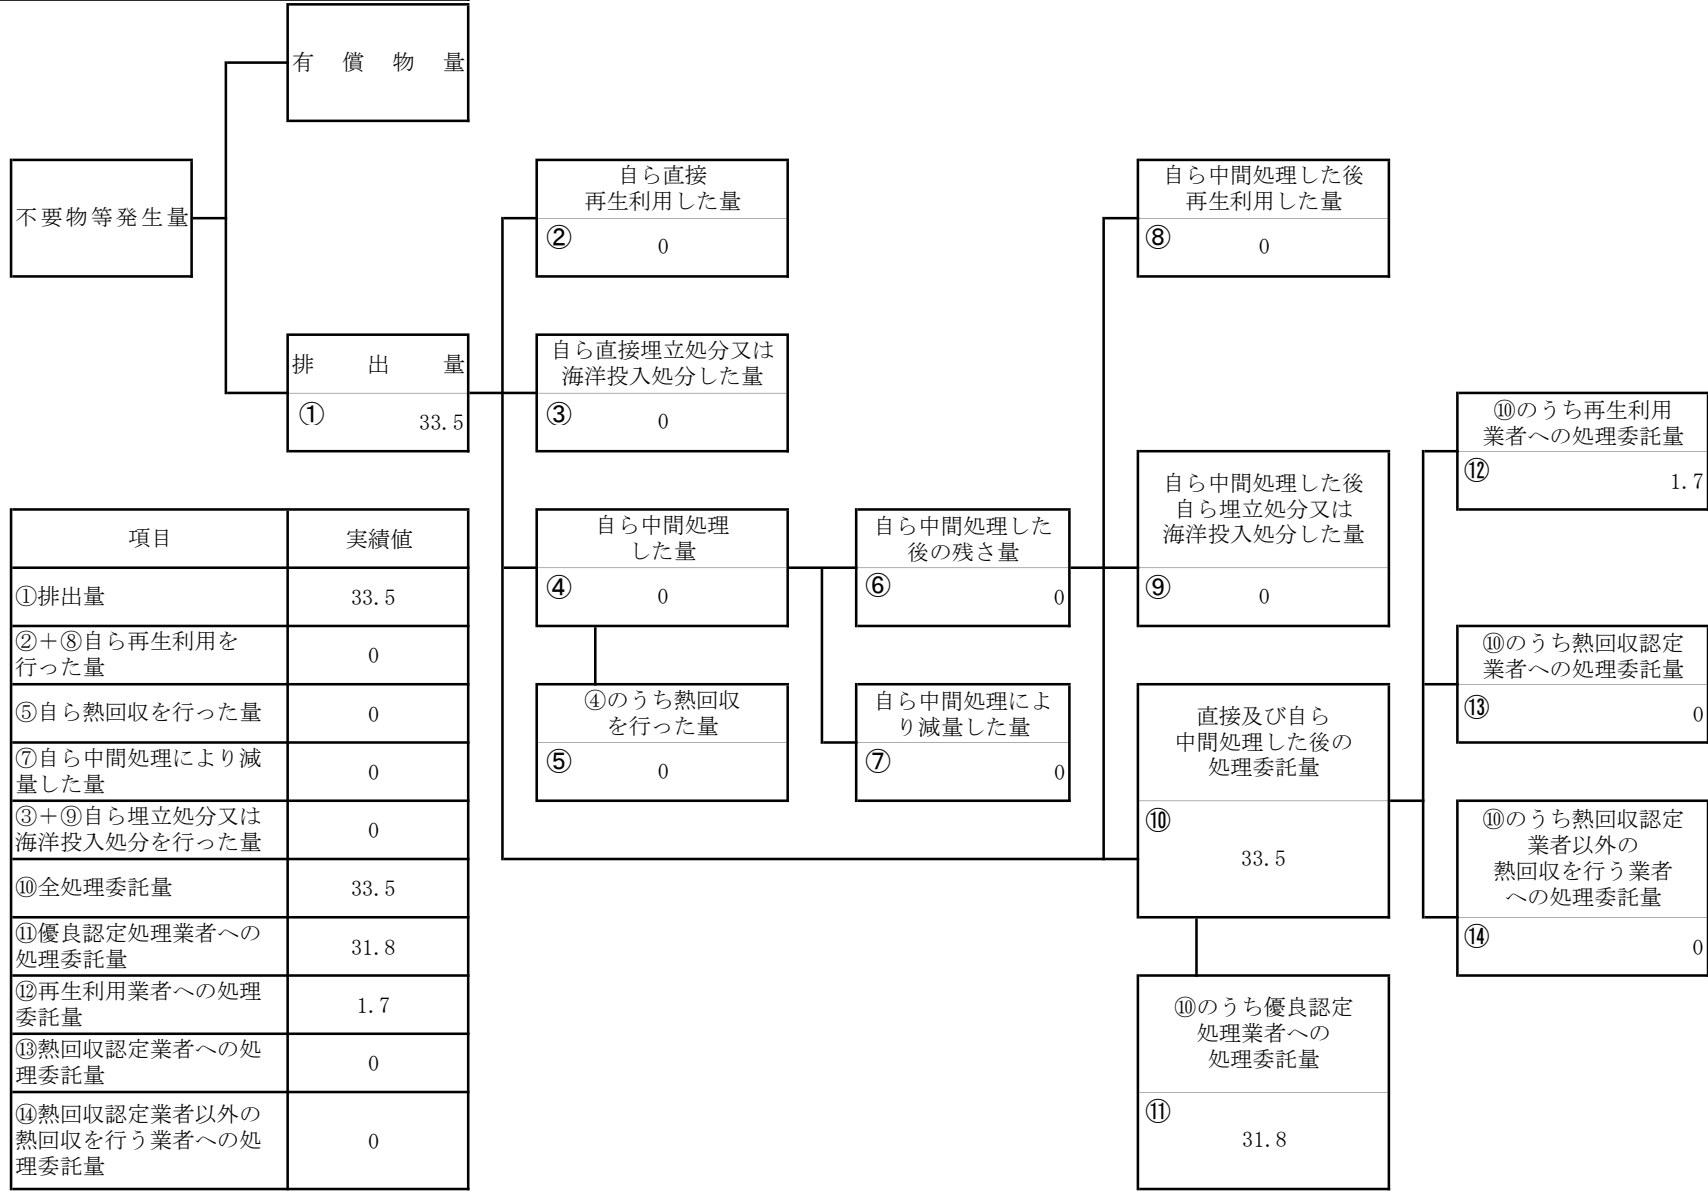 有償物量
不要物等発生量
排出量
① 33.5
自ら直接
再生利用した量
② 0
自ら直接埋立処分又は
海洋投入処分した量
③ 0
自ら中間処理
した量
④ 0
④のうち熱回収
を行った量
⑤ 0
自ら中間処理した
後の残さ量
⑥ 0
自ら中間処理によ
り減量した量
⑦ 0
自ら中間処理した後
再生利用した量
⑧ 0
自ら中間処理した後
自ら埋立処分又は
海洋投入処分した量
⑨ 0
直接及び自ら
中間処理した後の
処理委託量
⑩
33.5
⑩のうち優良認定
処理業者への
処理委託量
⑪
31.8
⑩のうち再生利用
業者への処理委託量
⑫ 1.7
⑩のうち熱回収認定
業者への処理委託量
⑬ 0
⑩のうち熱回収認定
業者以外の
熱回収を行う業者
への処理委託量
⑭ 0
項目 実績値
①排出量 33.5
②＋⑧自ら再生利用を
行った量 0
⑤自ら熱回収を行った量 0
⑦自ら中間処理により減
量した量 0
③＋⑨自ら埋立処分又は
海洋投入処分を行った量 0
⑩全処理委託量 33.5
⑪優良認定処理業者への
処理委託量 31.8
⑫再生利用業者への処理
委託量 1.7
⑬熱回収認定業者への処
理委託量 0
⑭熱回収認定業者以外の
熱回収を行う業者への処
理委託量 0